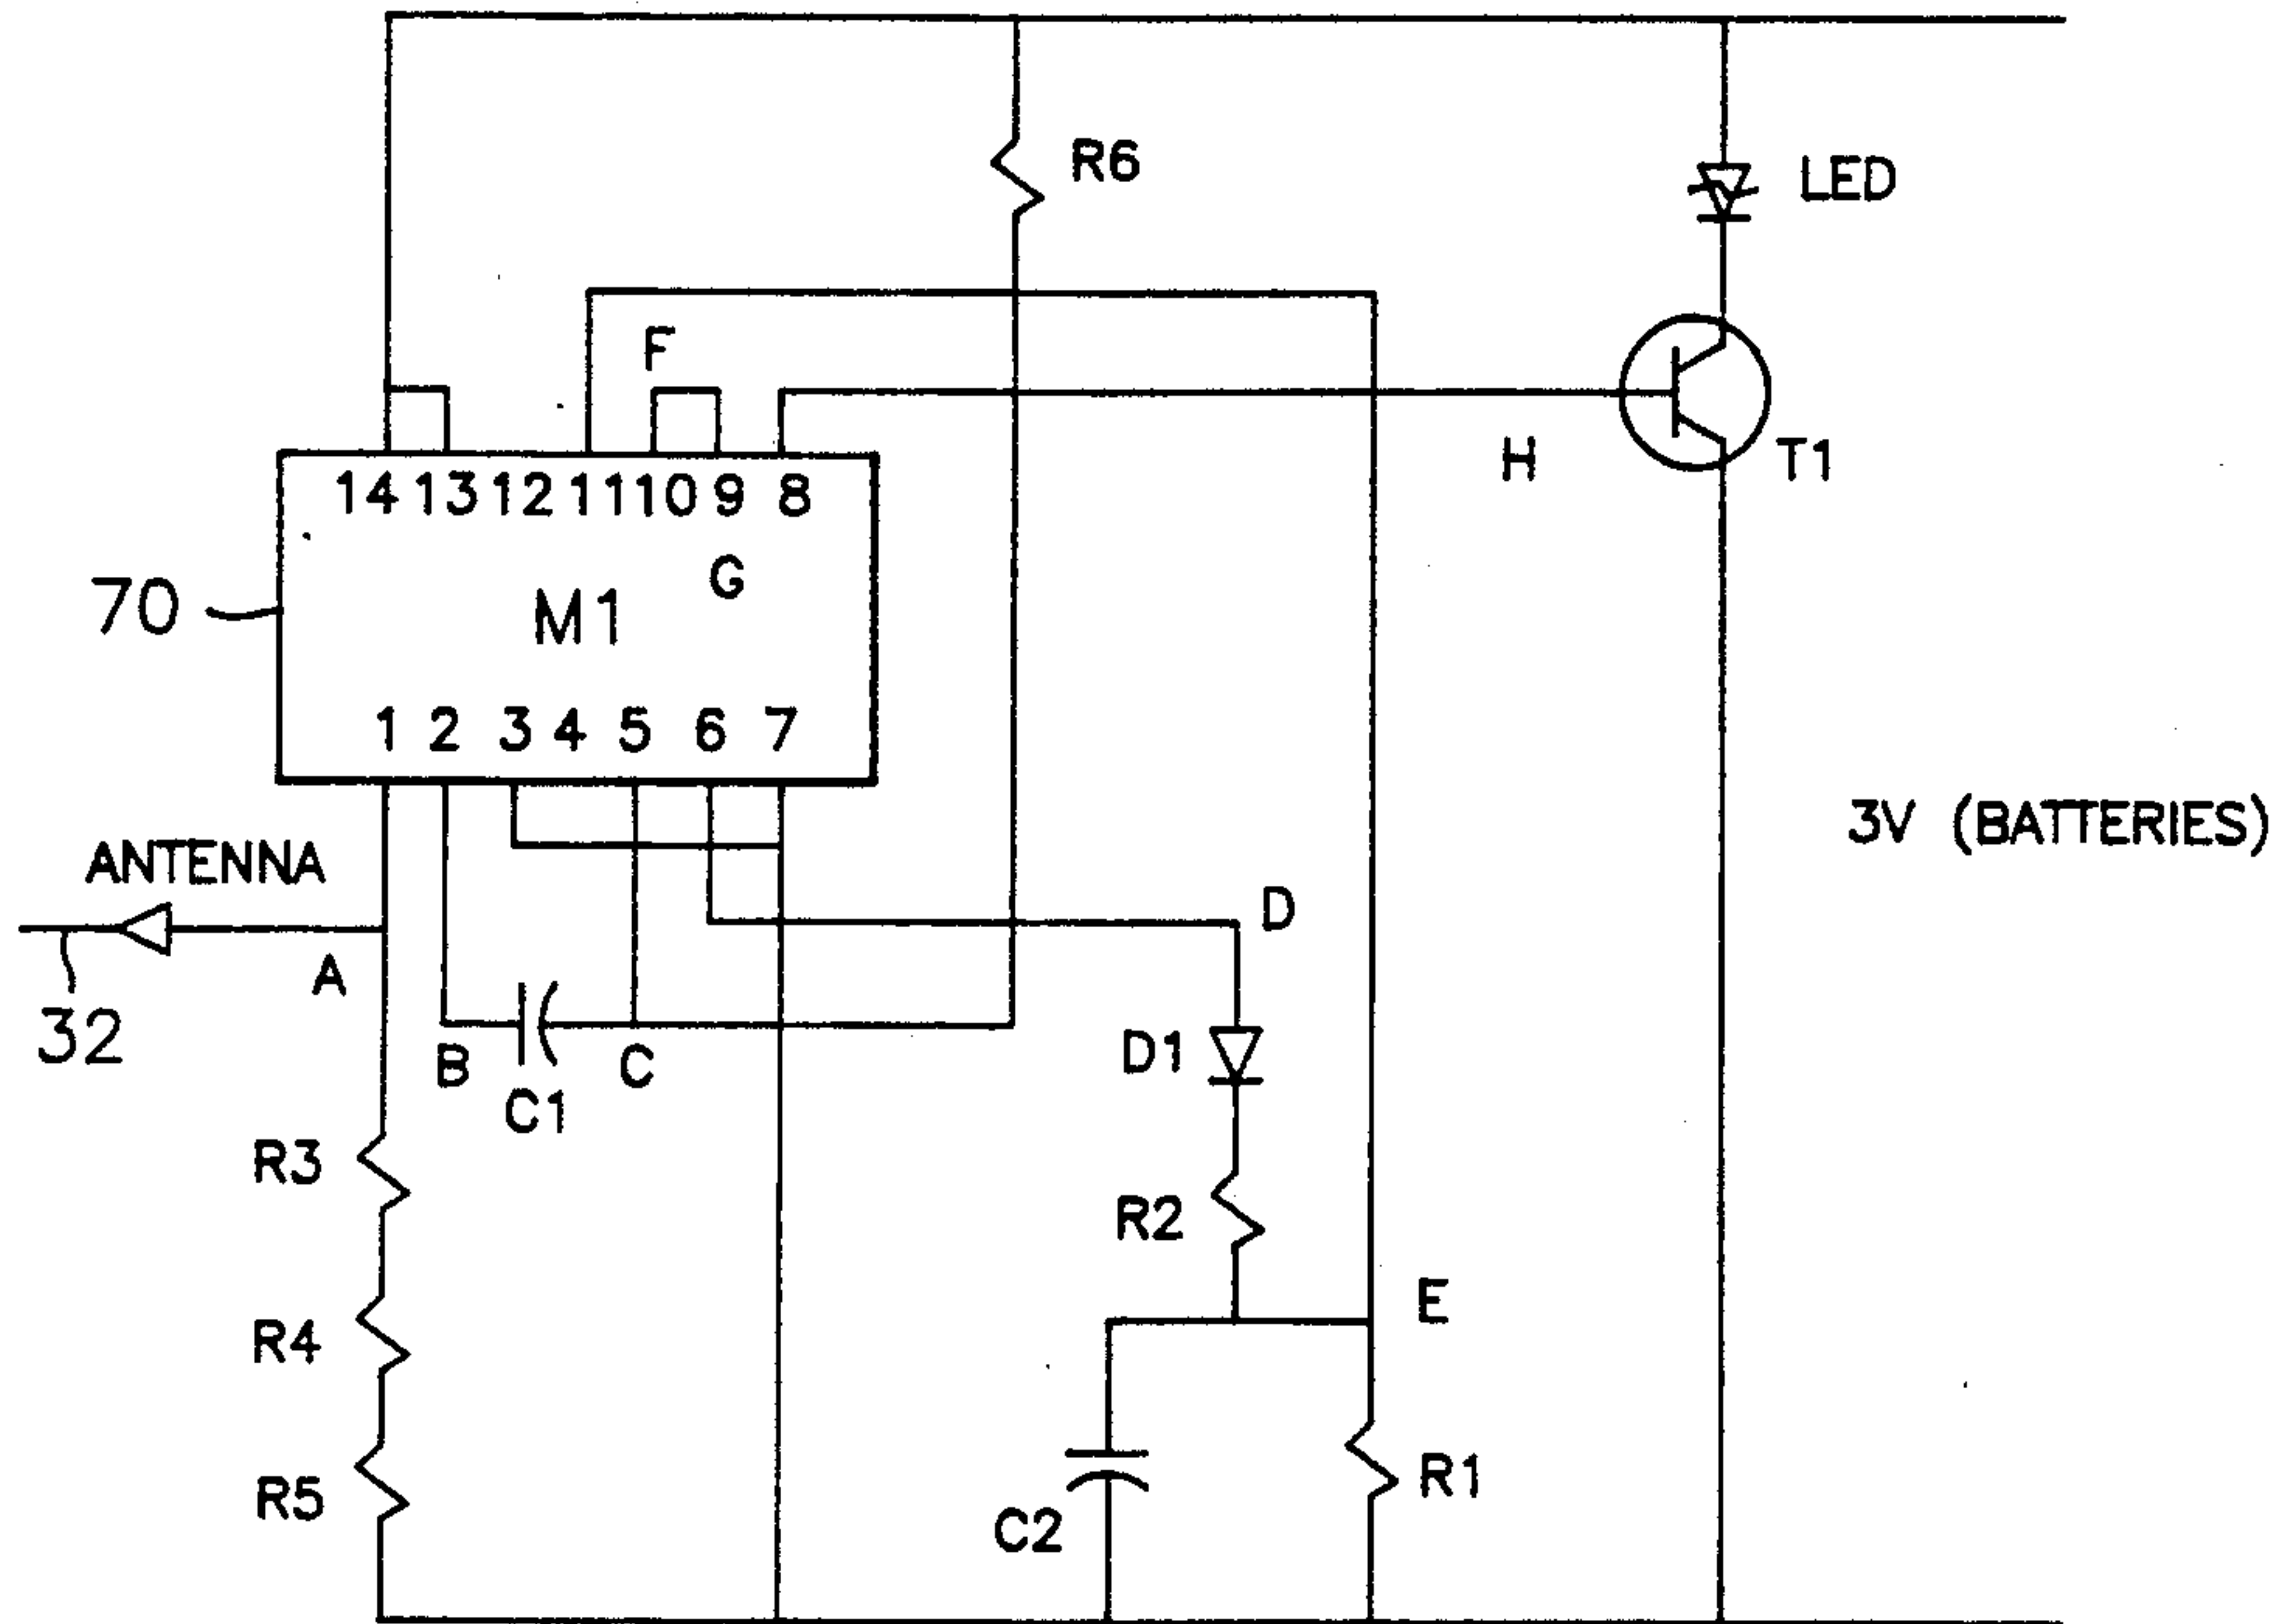 R6
LED
F
H
T1
14 13 12 11 10 9 8
G
70
M1
1 2 3 4 5 6 7
3V (BATTERIES)
ANTENNA
A
D
32
B
C
D1
C1
R3
R2
E
R4
R5
R1
C2